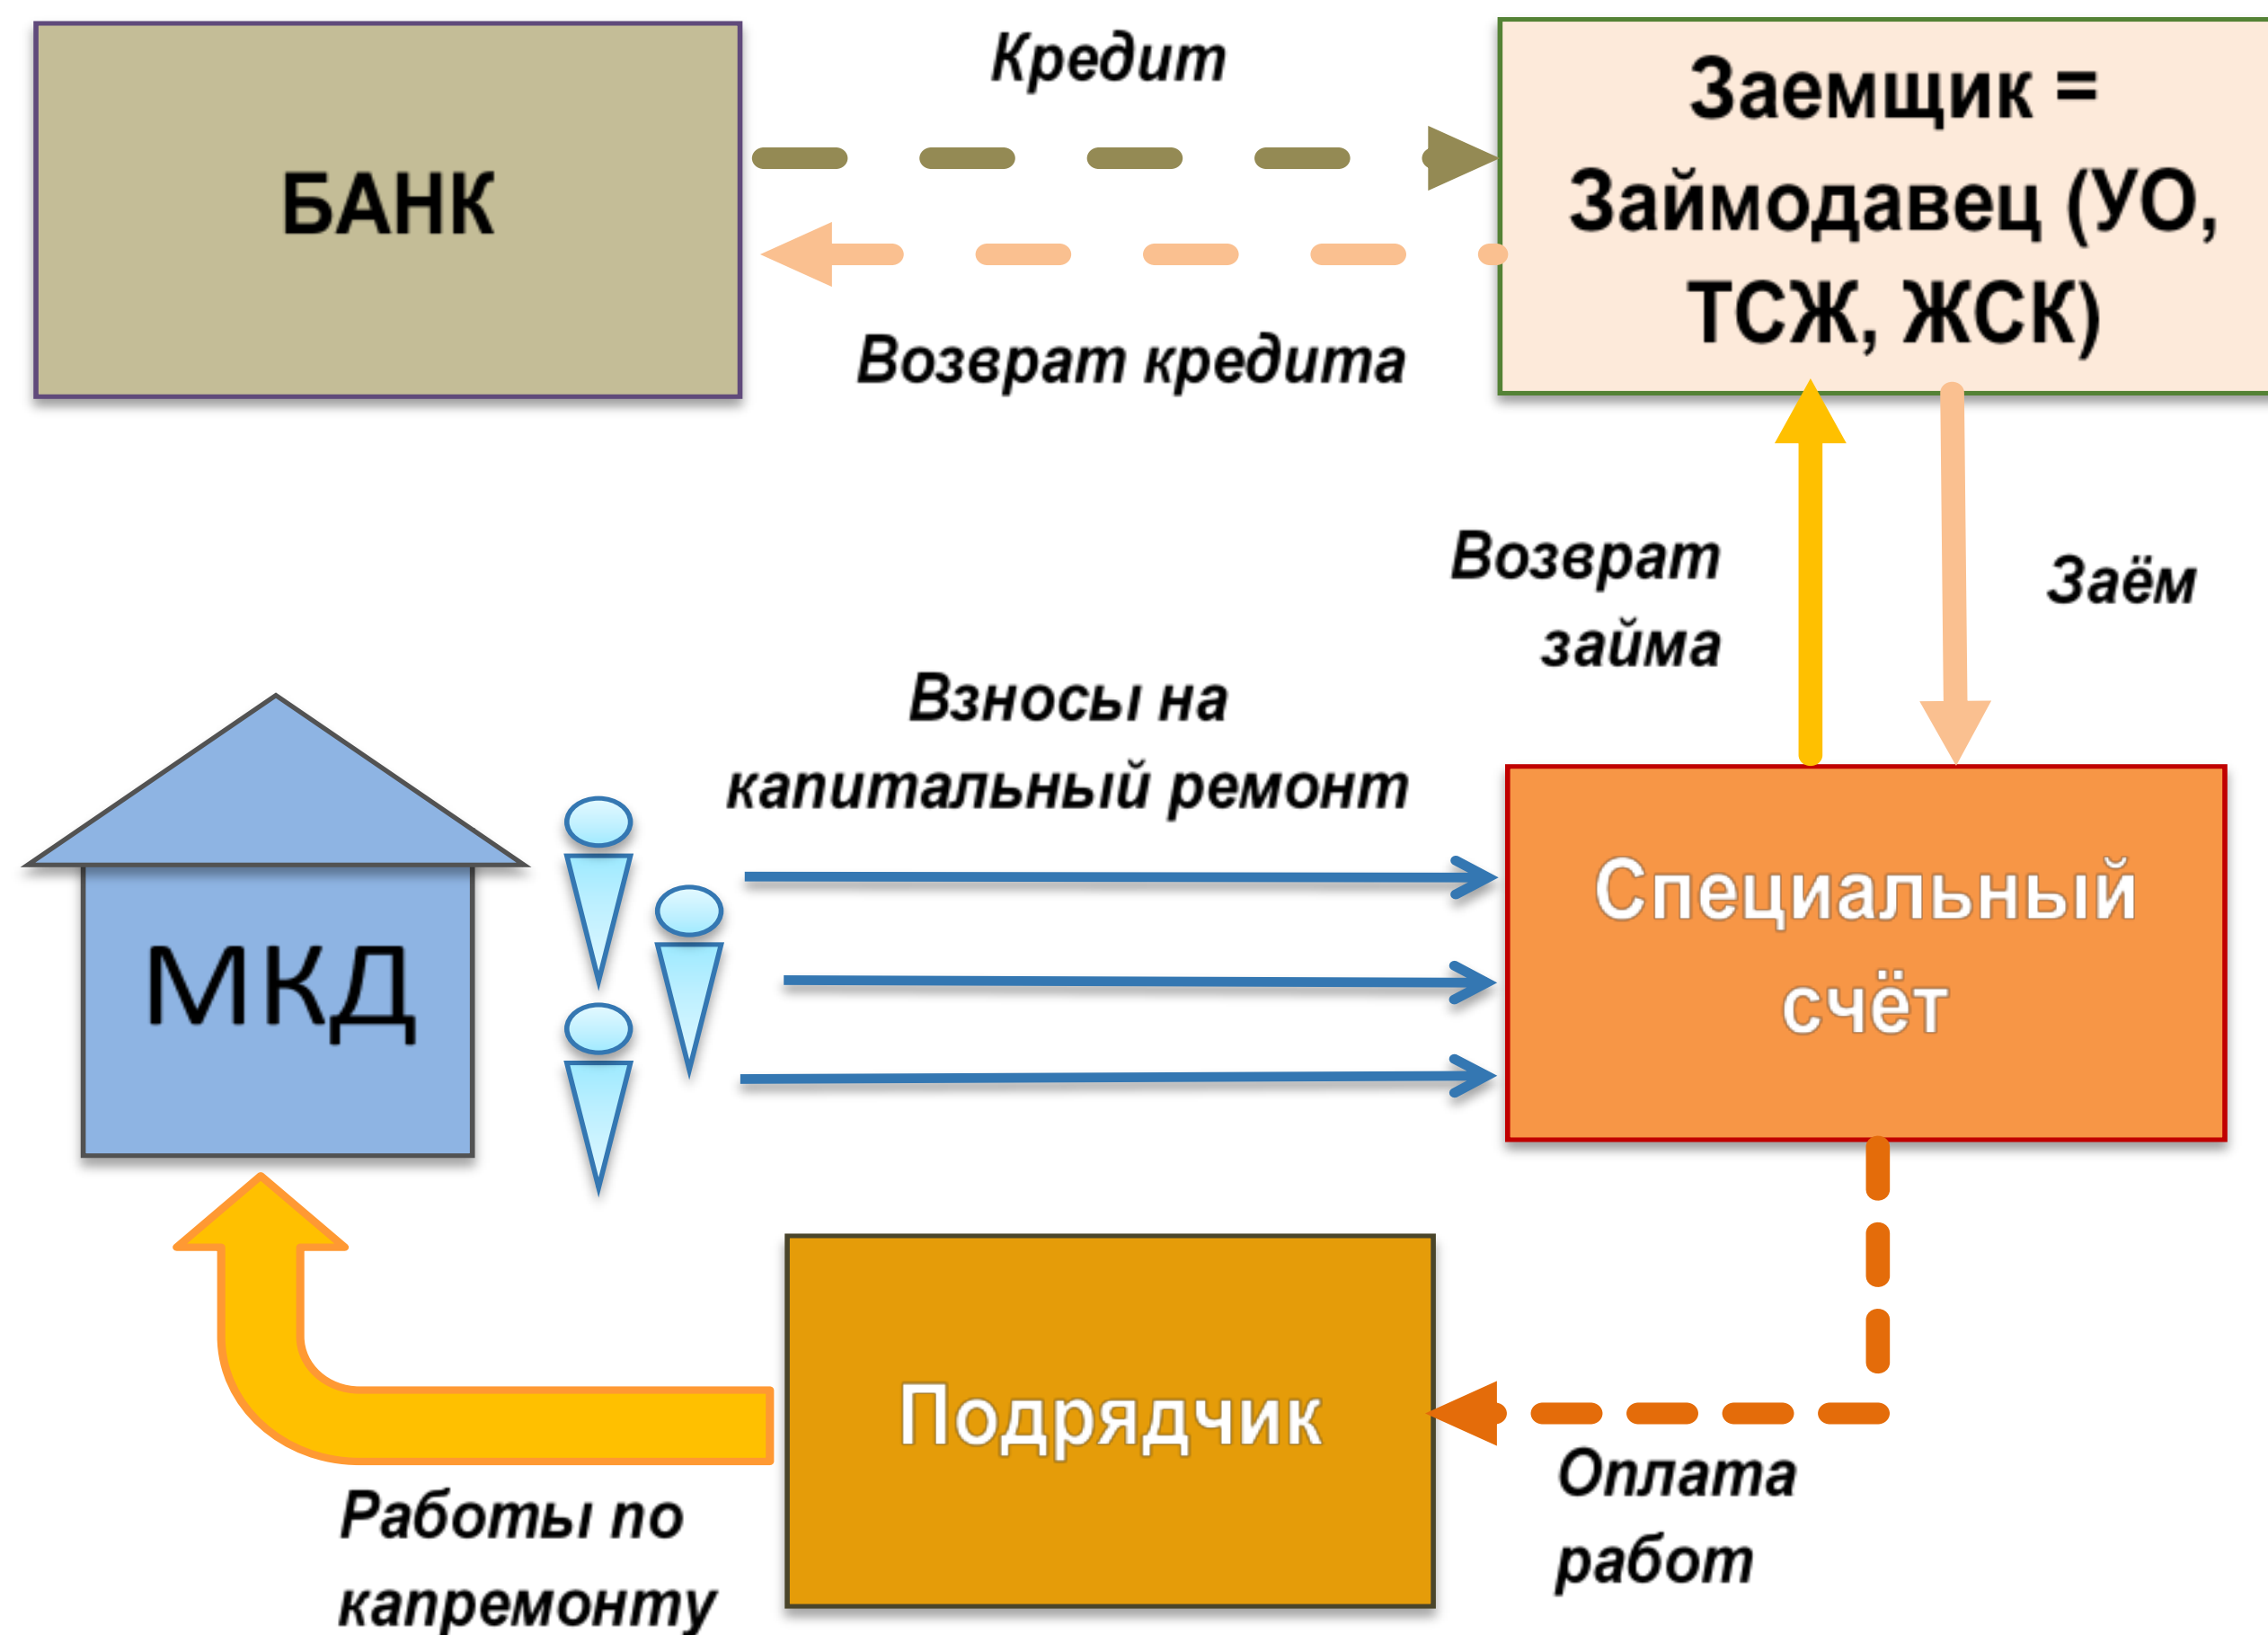 БАНК
Кредит
Возврат кредита
Заемщик =
Займодавец (УО,
ТСЖ, ЖСК)
Возврат
займа
Заём
Взносы на
капитальный ремонт
МКД
Специальный
счёт
Подрядчик
Оплата
работ
Работы по
капремонту